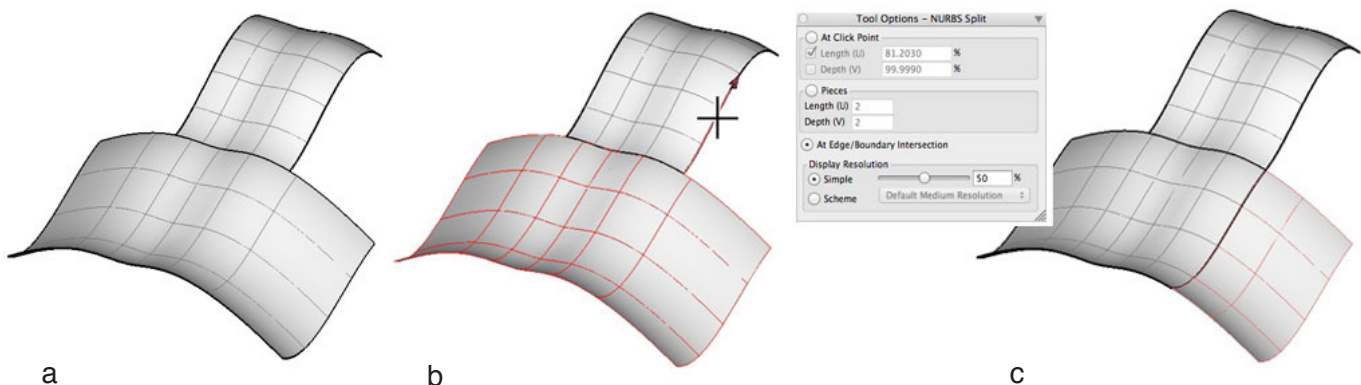 Tool Options – NURBS Split
At Click Point
Length (U) 81.2030 %
Depth (V) 99.9990 %
Pieces
Length (U) 2
Depth (V) 2
At Edge/Boundary Intersection
Display Resolution
Simple 50 %
Scheme Default Medium Resolution
a b c